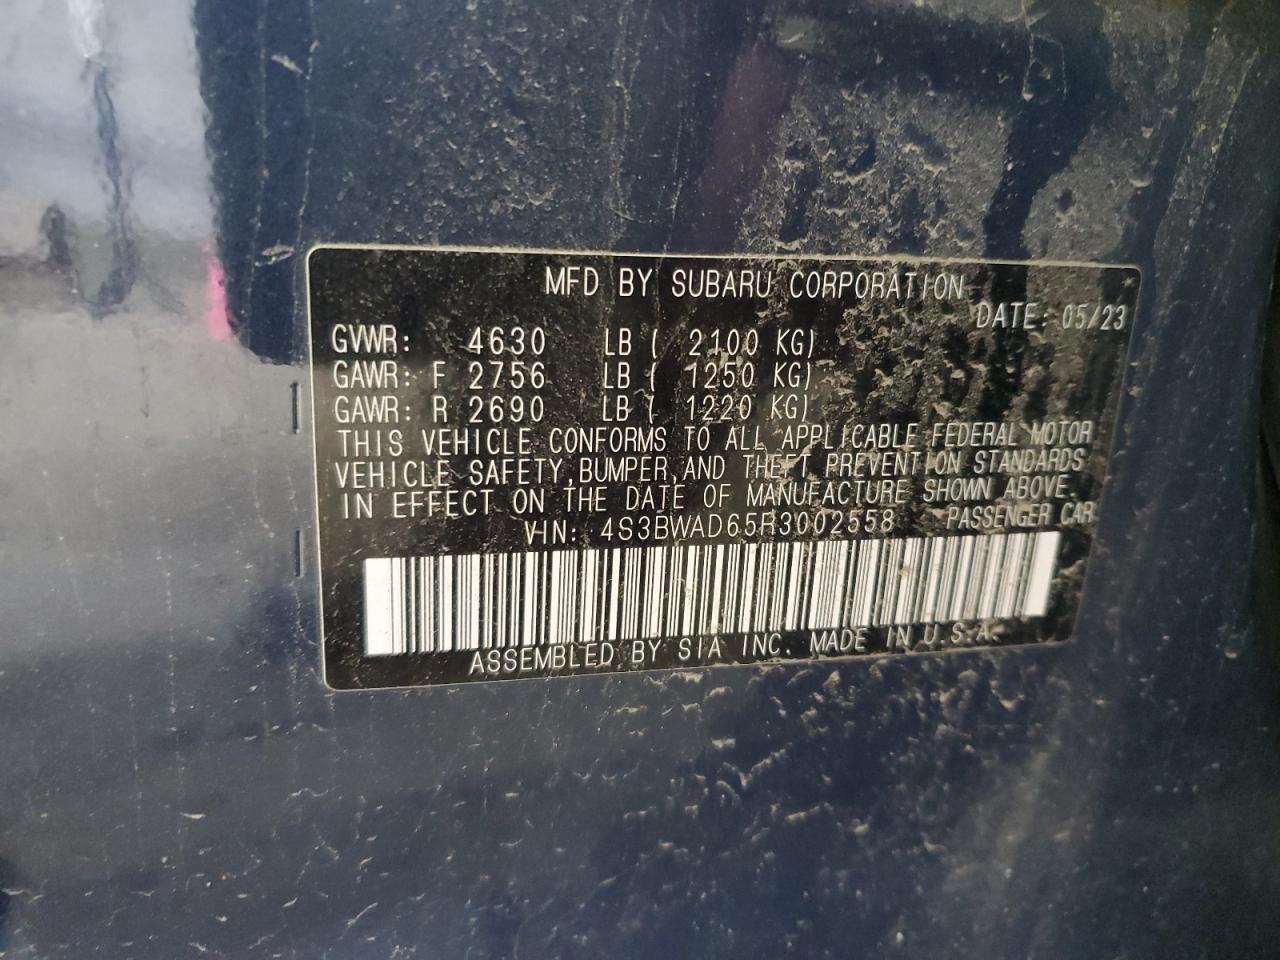 MFD BY SUBARU CORPORATION
DATE: 05/23
GVWR: 4630 LB ( 2100 KG)
GAWR: F 2756 LB ( 1250 KG)
GAWR: R 2690 LB ( 1220 KG)
THIS VEHICLE CONFORMS TO ALL APPLICABLE FEDERAL MOTOR
VEHICLE SAFETY, BUMPER, AND THEFT PREVENTION STANDARDS
IN EFFECT ON THE DATE OF MANUFACTURE SHOWN ABOVE.
VIN: 4S3BWAD65R3002558 PASSENGER CAR
ASSEMBLED BY SIA INC. MADE IN U.S.A.